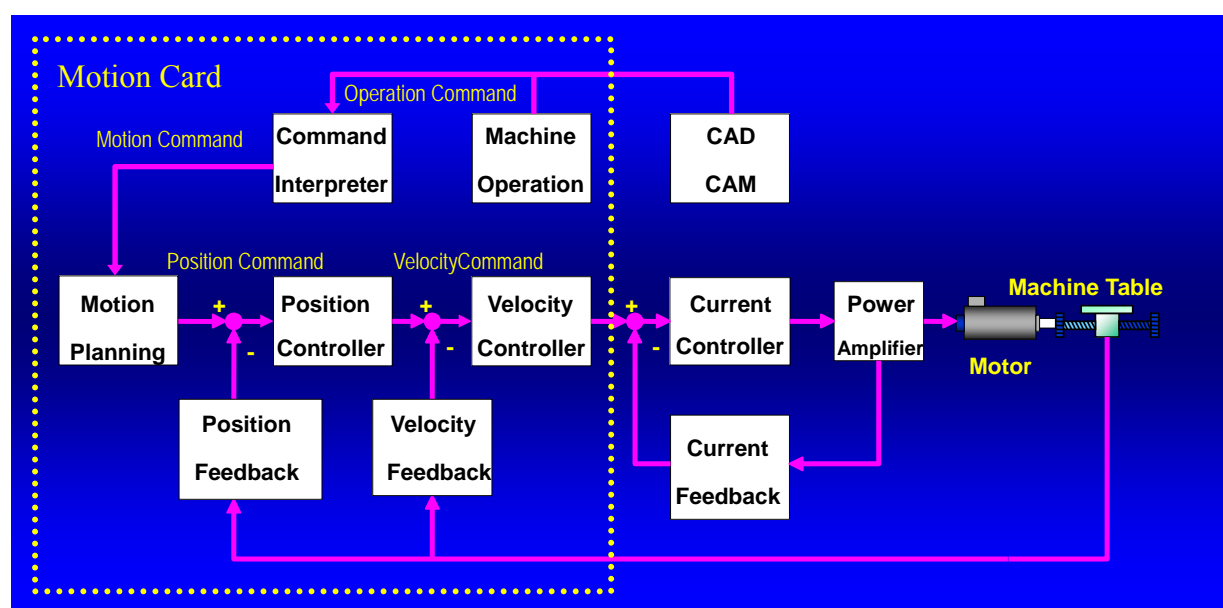 Motion Card
Operation Command
Motion Command
Command
Interpreter
Machine
Operation
CAD
CAM
Position Command
VelocityCommand
Motion
Planning
+
-
Position
Controller
+
-
Velocity
Controller
+
-
Current
Controller
Power
Amplifier
Machine Table
Motor
Position
Feedback
Velocity
Feedback
Current
Feedback